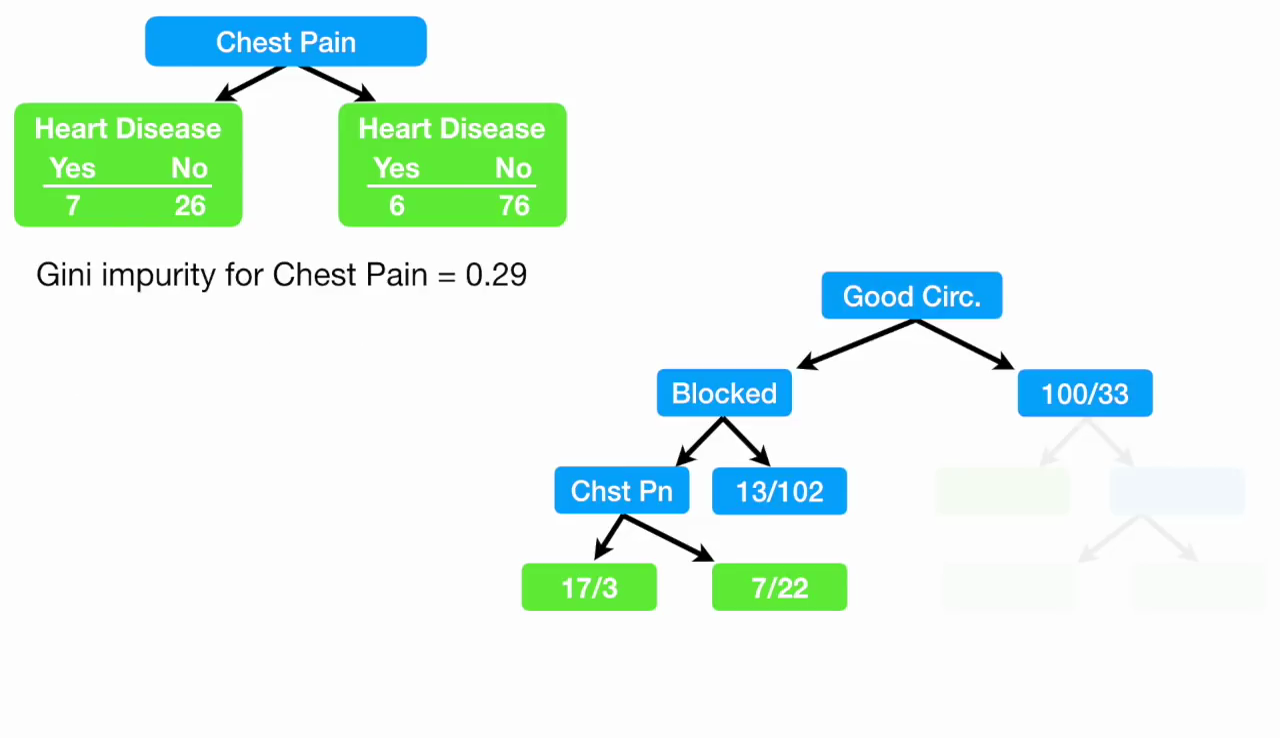 Chest Pain
Heart Disease
Yes No
7 26
Heart Disease
Yes No
6 76
Gini impurity for Chest Pain = 0.29
Good Circ.
Blocked
100/33
Chst Pn
13/102
17/3
7/22